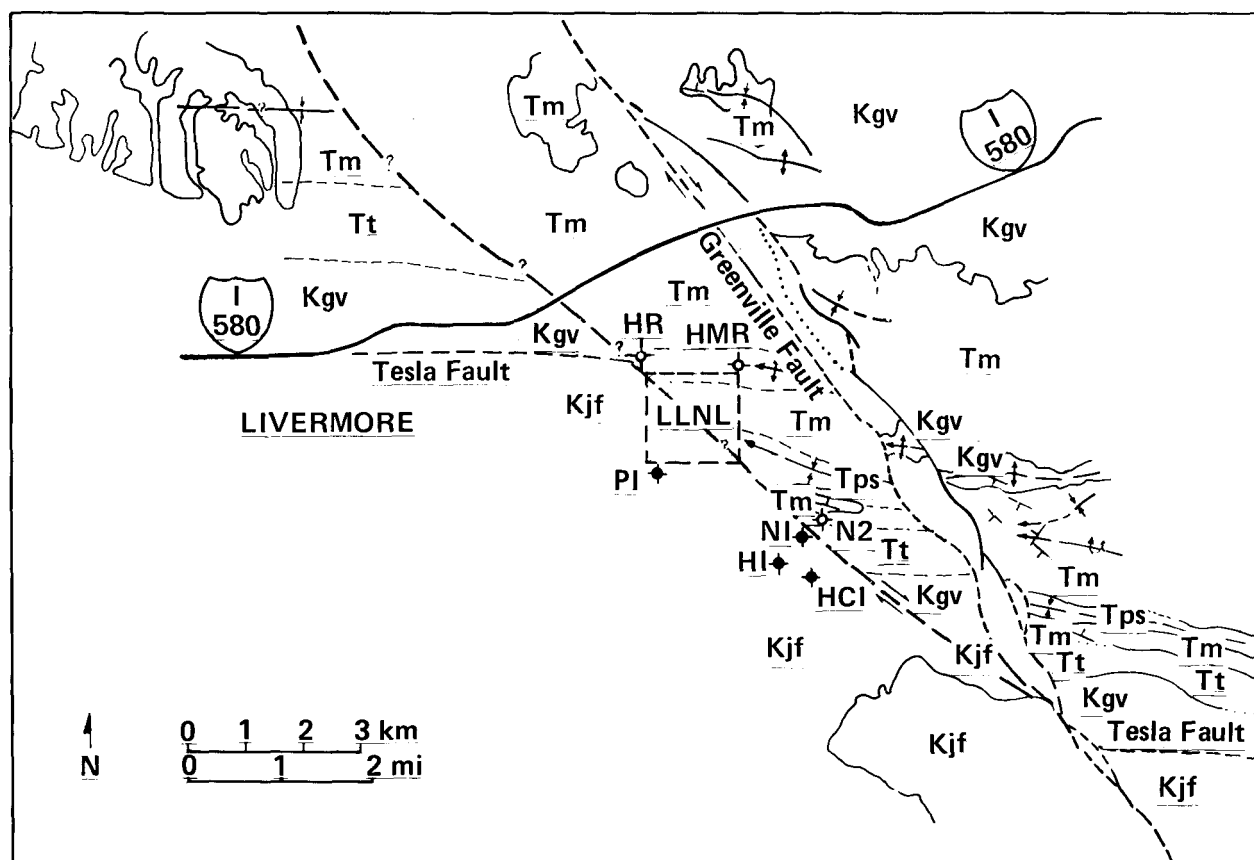 Tm
Tm
Kgv
I
580
Tm
Tt
Tm
Kgv
Kgv
I
580
Tm
Greenville Fault
?
?
?
?
?
Kgv
HR
HMR
Tesla Fault
Tm
Kjf
LIVERMORE
LLNL
Tm
Kgv
Kgv
PI
Tps
Tm
NI
N2
HI
Tt
HCI
Kgv
Tm
Tps
Tm
Tm
Kjf
Kjf
Tt
Tt
Kgv
Tesla Fault
Kjf
Kjf
0 1 2 3 km
N
0 1 2 mi